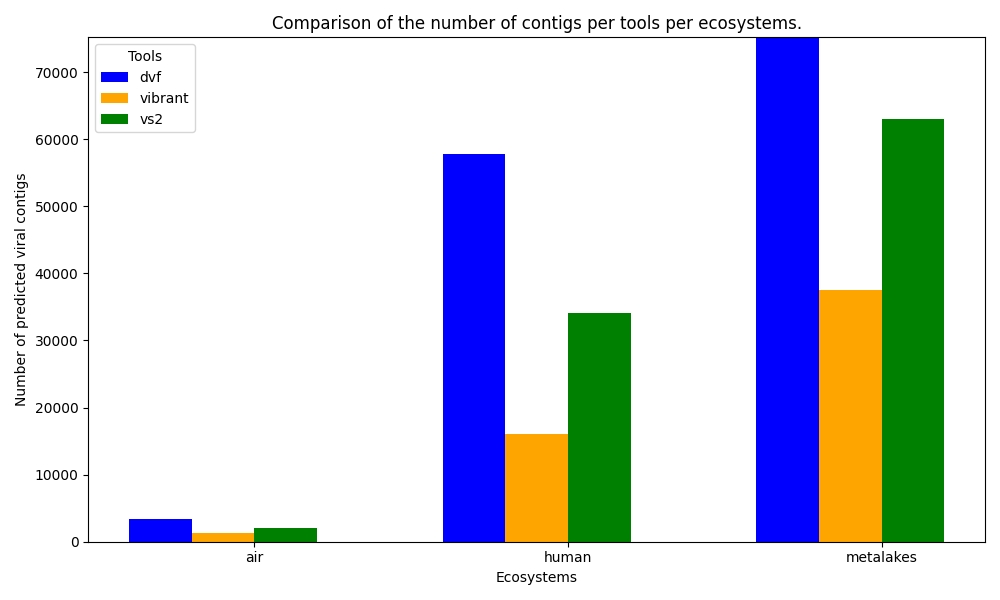 Comparison of the number of contigs per tools per ecosystems.
Tools
dvf
vibrant
vs2
Number of predicted viral contigs
70000
60000
50000
40000
30000
20000
10000
0
air
human
metalakes
Ecosystems